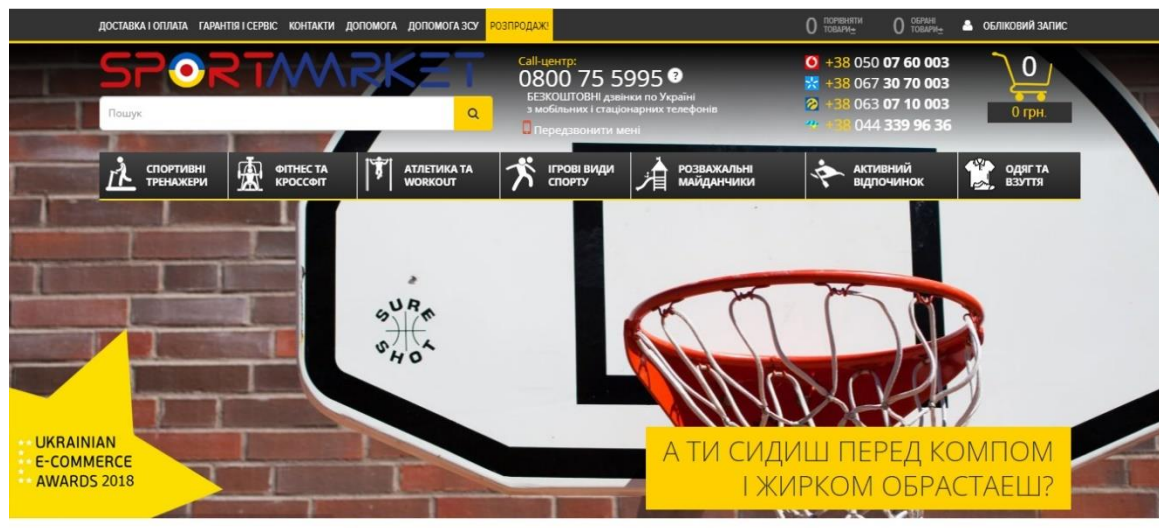 ДОСТАВКА І ОПЛАТА ГАРАНТІЯ І СЕРВІС КОНТАКТИ ДОПОМОГА ДОПОМОГА ЗСУ РОЗПРОДАЖ!
0 ПОРІВНЯТИ ТОВАРИ
0 ОБРАНІ ТОВАРИ
ОБЛІКОВИЙ ЗАПИС
SPORTMARKET
Пошук
Call-центр:
0800 75 5995 ?
БЕЗКОШТОВНІ дзвінки по Україні
з мобільних і стаціонарних телефонів
Передзвонити мені
+38 050 07 60 003
+38 067 30 70 003
+38 063 07 10 003
+38 044 339 96 36
0
0 грн.
СПОРТИВНІ
ТРЕНАЖЕРИ
ФІТНЕС ТА
КРОССФІТ
АТЛЕТИКА ТА
WORKOUT
ІГРОВІ ВИДИ
СПОРТУ
РОЗВАЖАЛЬНІ
МАЙДАНЧИКИ
АКТИВНИЙ
ВІДПОЧИНОК
ОДЯГ ТА
ВЗУТТЯ
SURE
SHOT
UKRAINIAN
E-COMMERCE
AWARDS 2018
А ТИ СИДИШ ПЕРЕД КОМПОМ
І ЖИРКОМ ОБРАСТАЕШ?